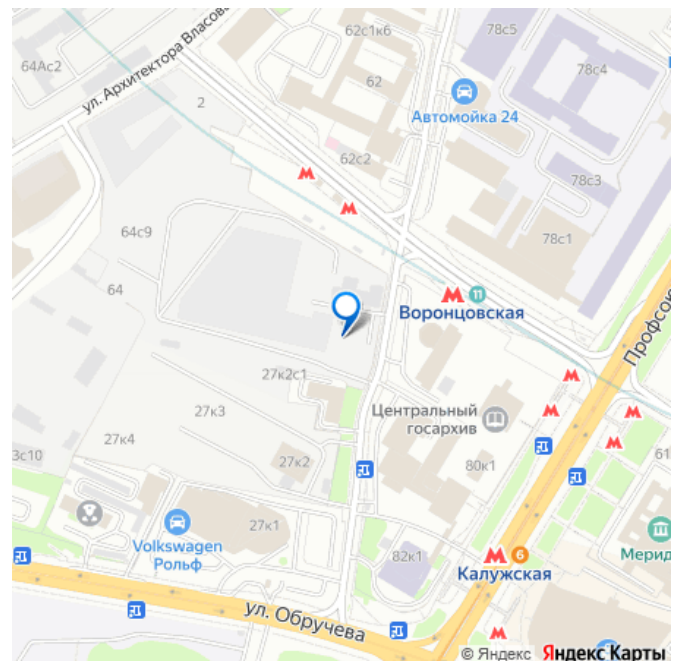 62с1к6
78с5
64Ас2
ул. Архитектора Власова
78с4
62
2
Автомойка 24
62с2
78с3
64с9
78с1
64
11
Воронцовская
Профсою
27к2с1
27к3
Центральный
госархив
27к4
3с10
27к2
80к1
61
27к1
Volkswagen
Рольф
82к1
6
Мерид
Калужская
ул. Обручева
© Яндекс Яндекс Карты